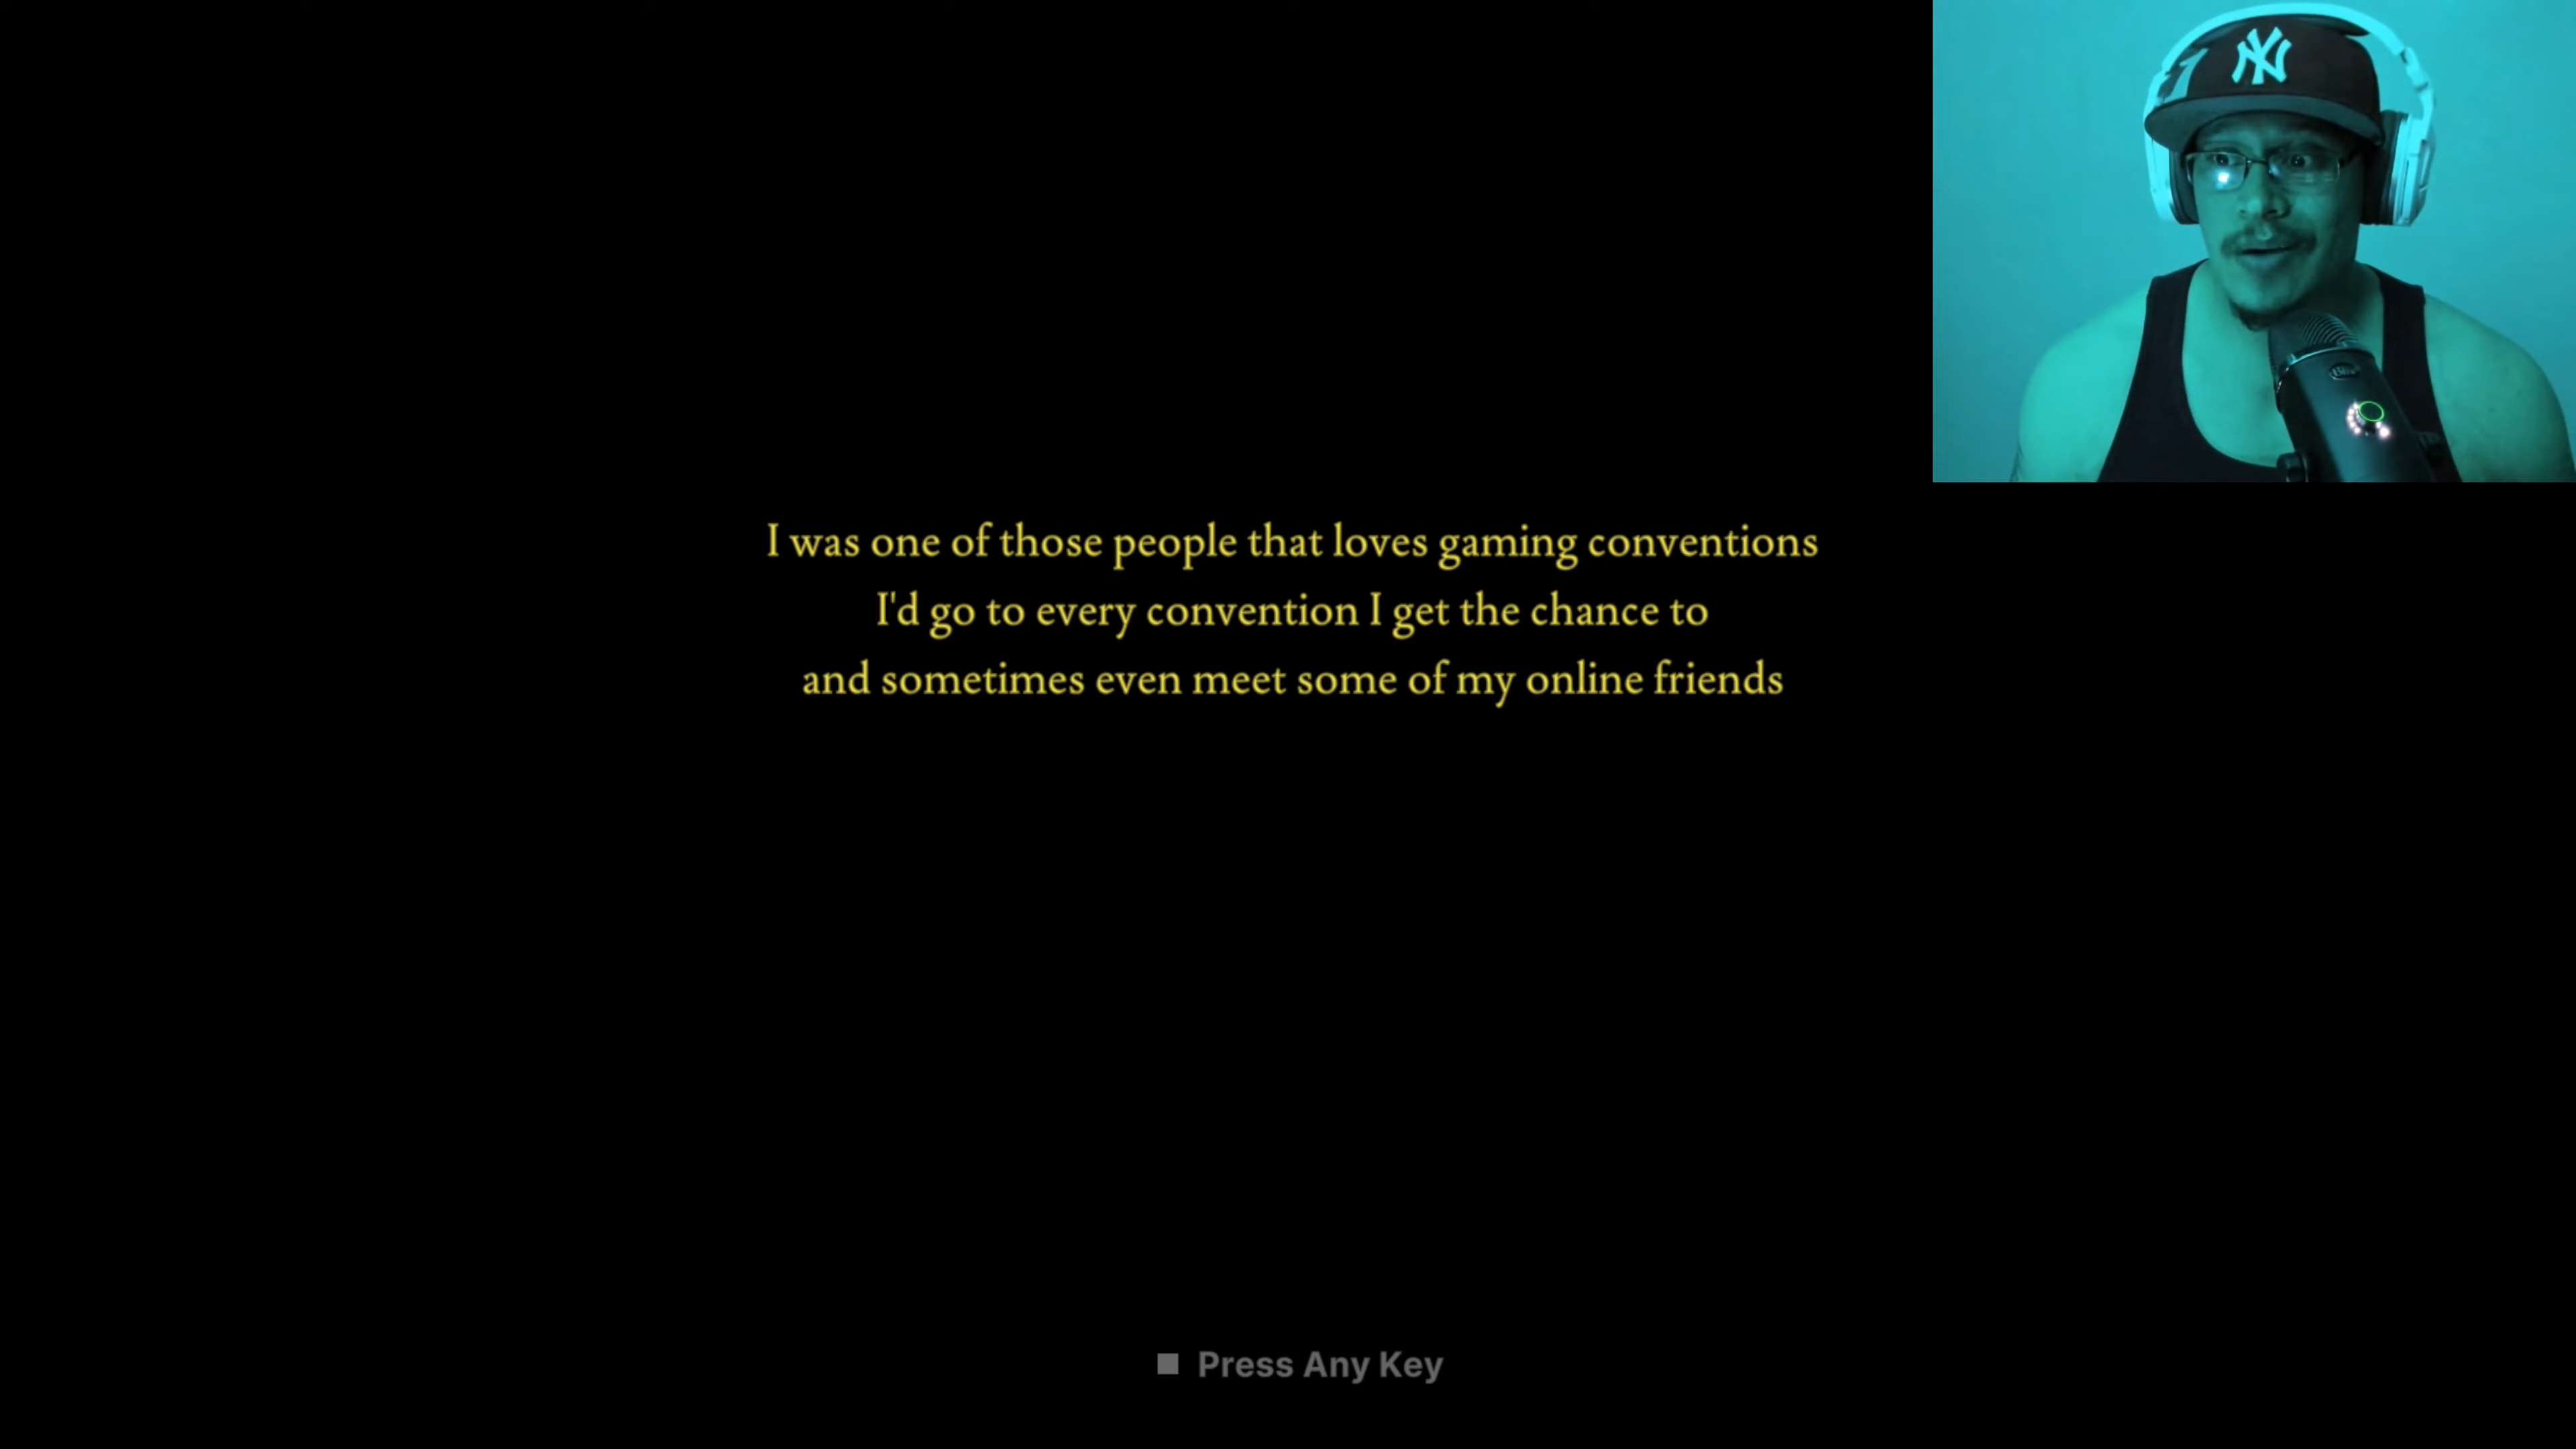 NY
I was one of those people that loves gaming conventions
I'd go to every convention I get the chance to
and sometimes even meet some of my online friends
Press Any Key